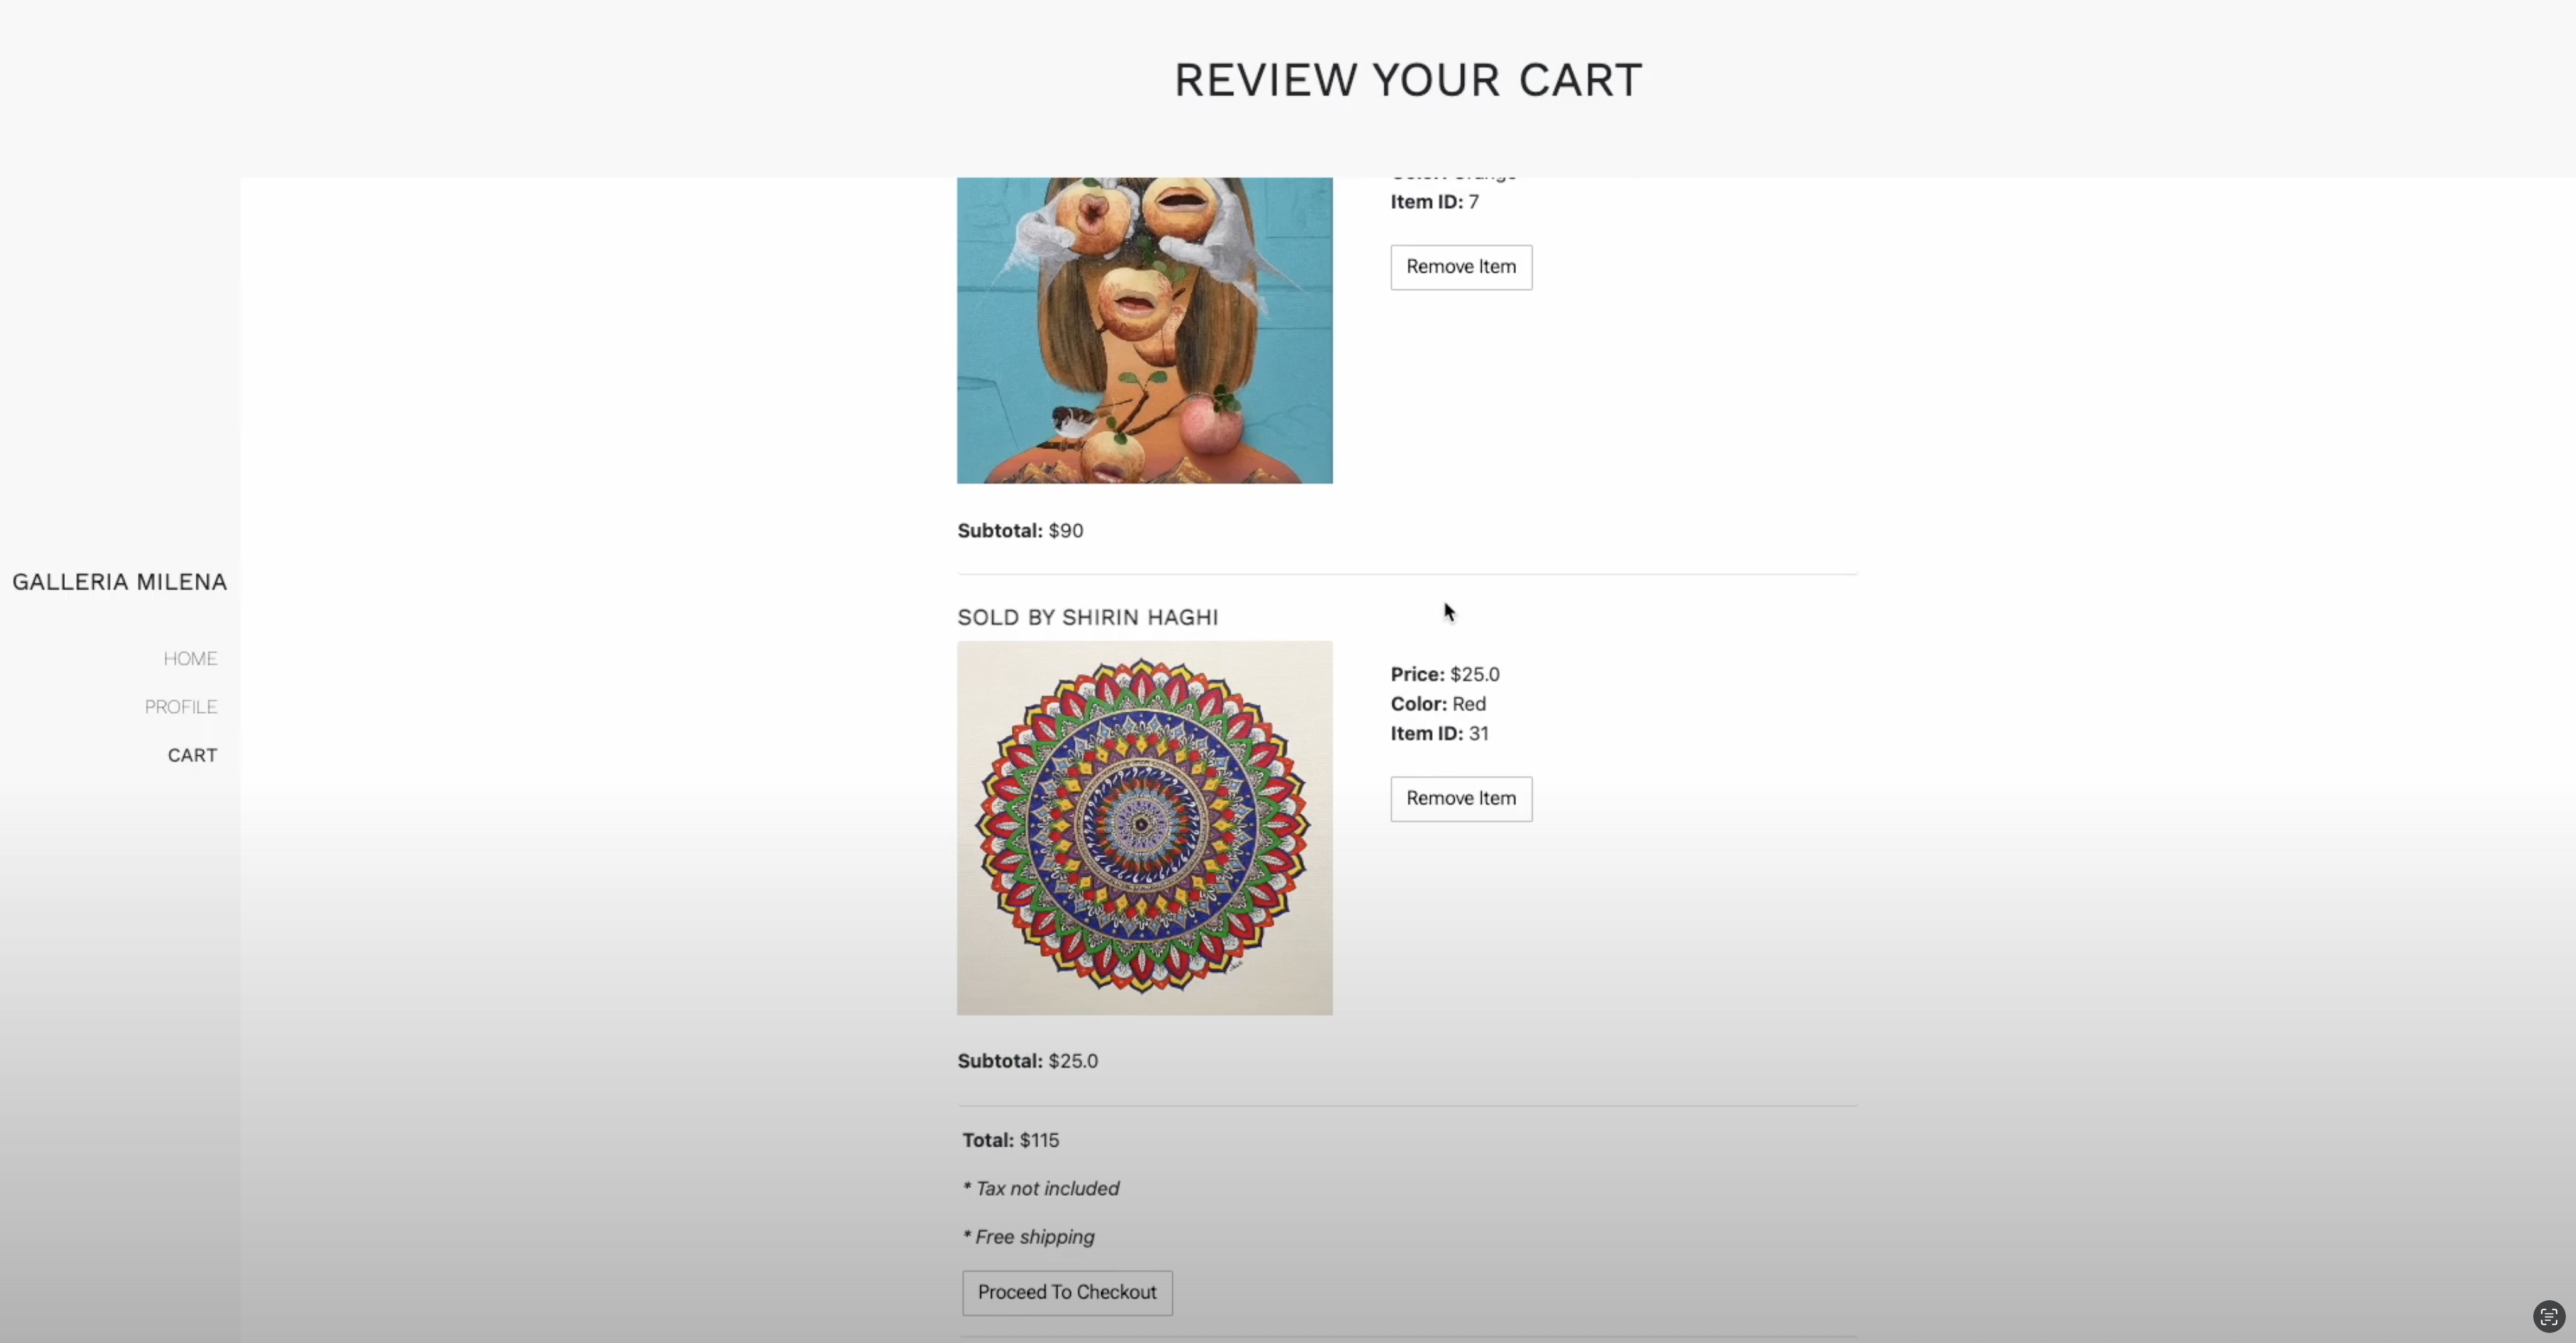 REVIEW YOUR CART
Color: Orange
Item ID: 7
Remove Item
Subtotal: $90
GALLERIA MILENA
HOME
PROFILE
CART
SOLD BY SHIRIN HAGHI
Price: $25.0
Color: Red
Item ID: 31
Remove Item
Subtotal: $25.0
Total: $115
* Tax not included
* Free shipping
Proceed To Checkout